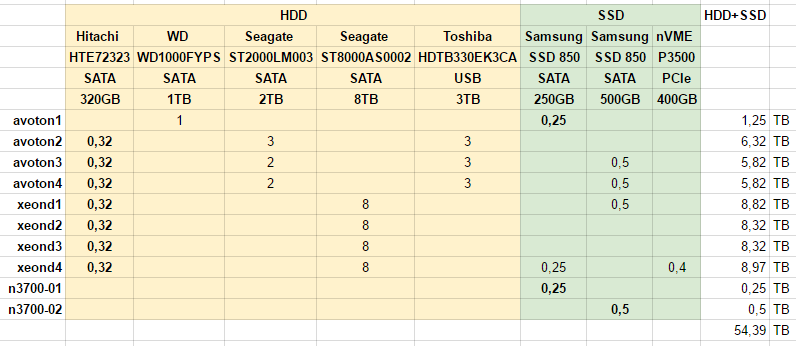 HDD SSD HDD+SSD
Hitachi WD Seagate Seagate Toshiba Samsung Samsung nVME
HTE72323 WD1000FYPS ST2000LM003 ST8000AS0002 HDTB330EK3CA SSD 850 SSD 850 P3500
SATA SATA SATA SATA USB SATA SATA PCIe
320GB 1TB 2TB 8TB 3TB 250GB 500GB 400GB
avoton1 1 0,25 1,25 TB
avoton2 0,32 3 3 6,32 TB
avoton3 0,32 2 3 0,5 5,82 TB
avoton4 0,32 2 3 0,5 5,82 TB
xeond1 0,32 8 0,5 8,82 TB
xeond2 0,32 8 8,32 TB
xeond3 0,32 8 8,32 TB
xeond4 0,32 8 0,25 0,4 8,97 TB
n3700-01 0,25 0,25 TB
n3700-02 0,5 0,5 TB
54,39 TB